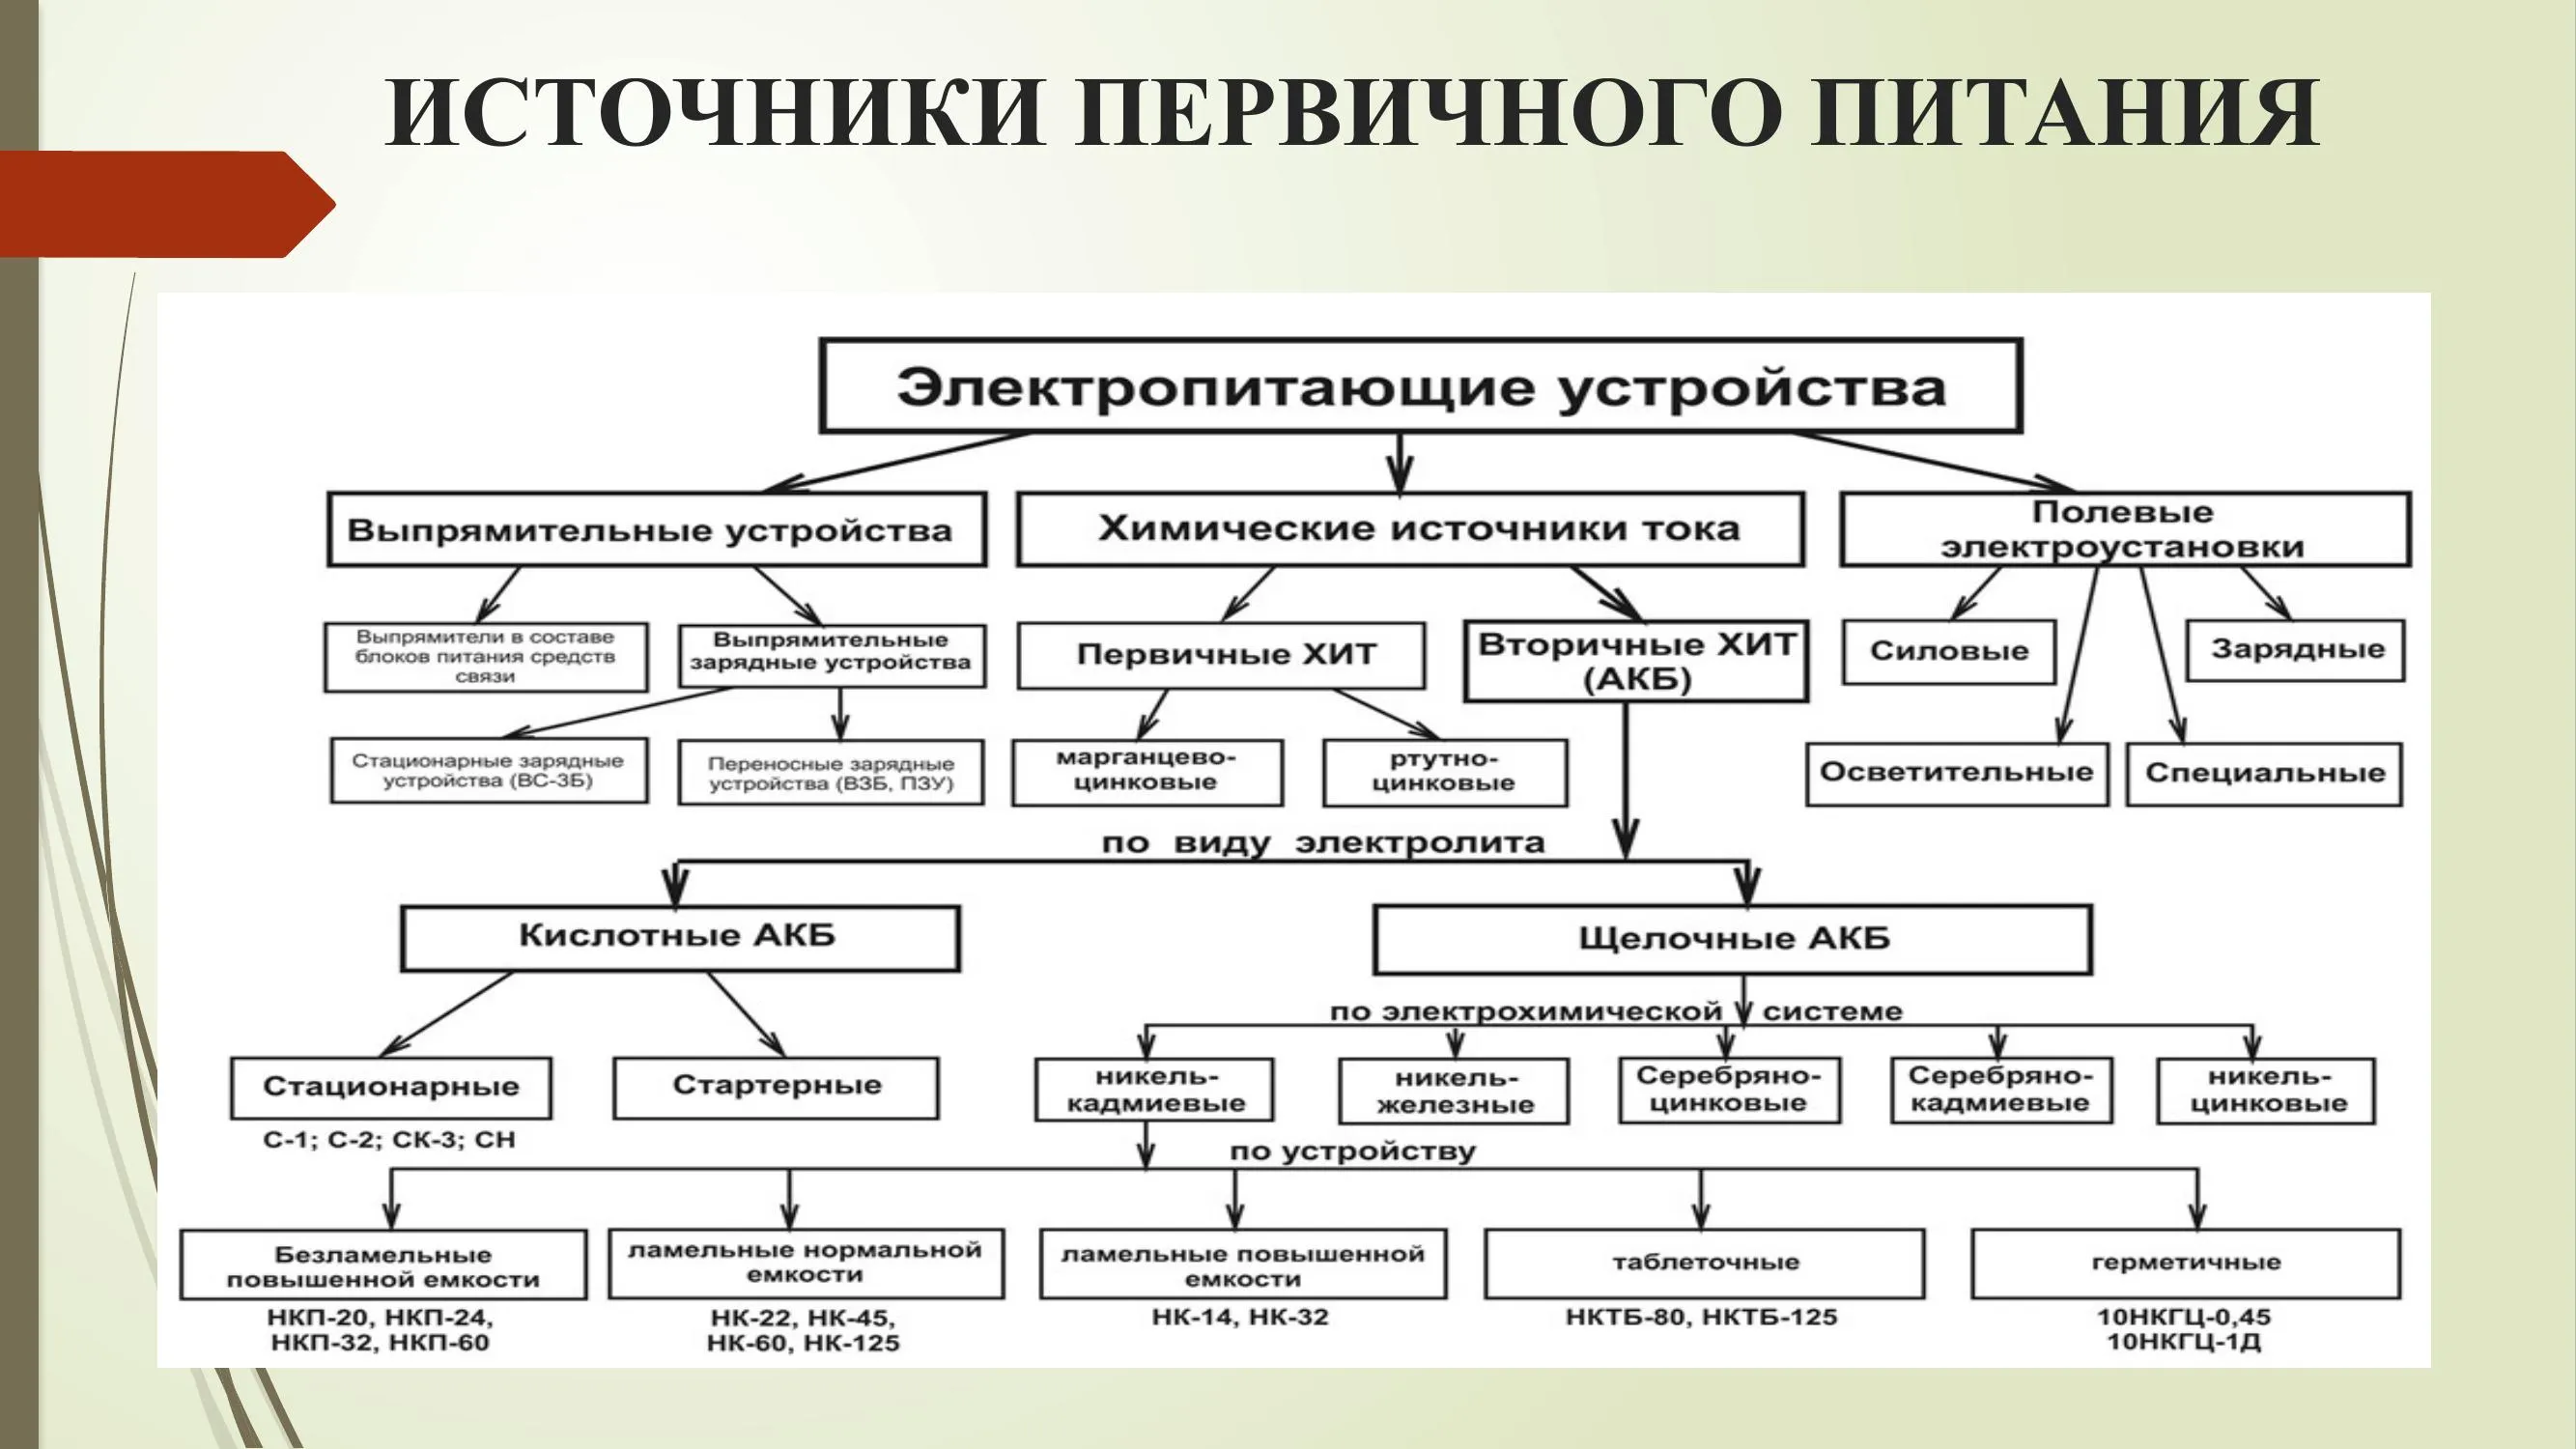 ИСТОЧНИКИ ПЕРВИЧНОГО ПИТАНИЯ
Электропитающие устройства
Выпрямительные устройства
Химические источники тока
Полевые
электроустановки
Выпрямители в составе
блоков питания средств
связи
Выпрямительные
зарядные устройства
Первичные ХИТ
Вторичные ХИТ
(АКБ)
Силовые
Зарядные
Стационарные зарядные
устройства (ВС-3Б)
Переносные зарядные
устройства (ВЗБ, ПЗУ)
марганцево-
цинковые
ртутно-
цинковые
Осветительные
Специальные
по виду электролита
Кислотные АКБ
Щелочные АКБ
по электрохимической системе
Стационарные
Стартерные
никель-
кадмиевые
никель-
железные
Серебряно-
цинковые
Серебряно-
кадмиевые
никель-
цинковые
С-1; С-2; СК-3; СН
по устройству
Безламельные
повышенной емкости
ламельные нормальной
емкости
ламельные повышенной
емкости
таблеточные
герметичные
НКП-20, НКП-24,
НКП-32, НКП-60
НК-22, НК-45,
НК-60, НК-125
НК-14, НК-32
НКТБ-80, НКТБ-125
10НКГЦ-0,45
10НКГЦ-1Д